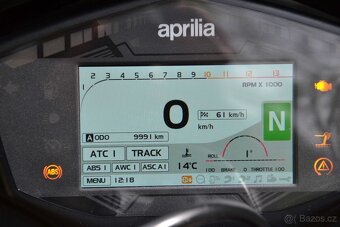 aprilia
1 2 3 4 5 6 7 8 9 10 11 12 13
RPM X 1000
0
km/h
61 km/h
N
A ODO 9991 km
ATC 1 TRACK
ABS 1 AWC 1 ASCA 1
MENU 12:18
14°C
ROLL 1°
100 BRAKE 0 THROTTLE 100
ABS
Bazos.cz